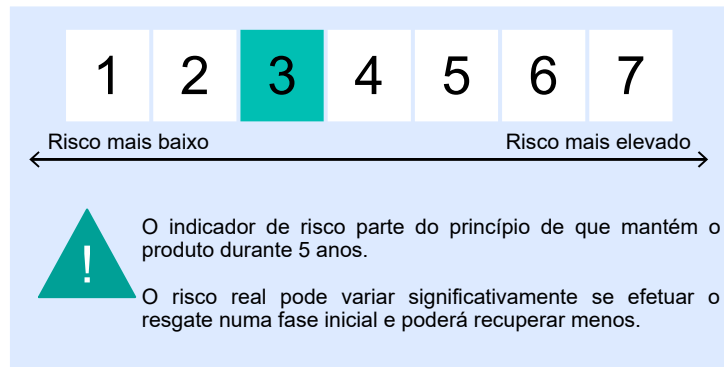 1 2 3 4 5 6 7
Risco mais baixo Risco mais elevado
!
O indicador de risco parte do princípio de que mantém o
produto durante 5 anos.
O risco real pode variar significativamente se efetuar o
resgate numa fase inicial e poderá recuperar menos.